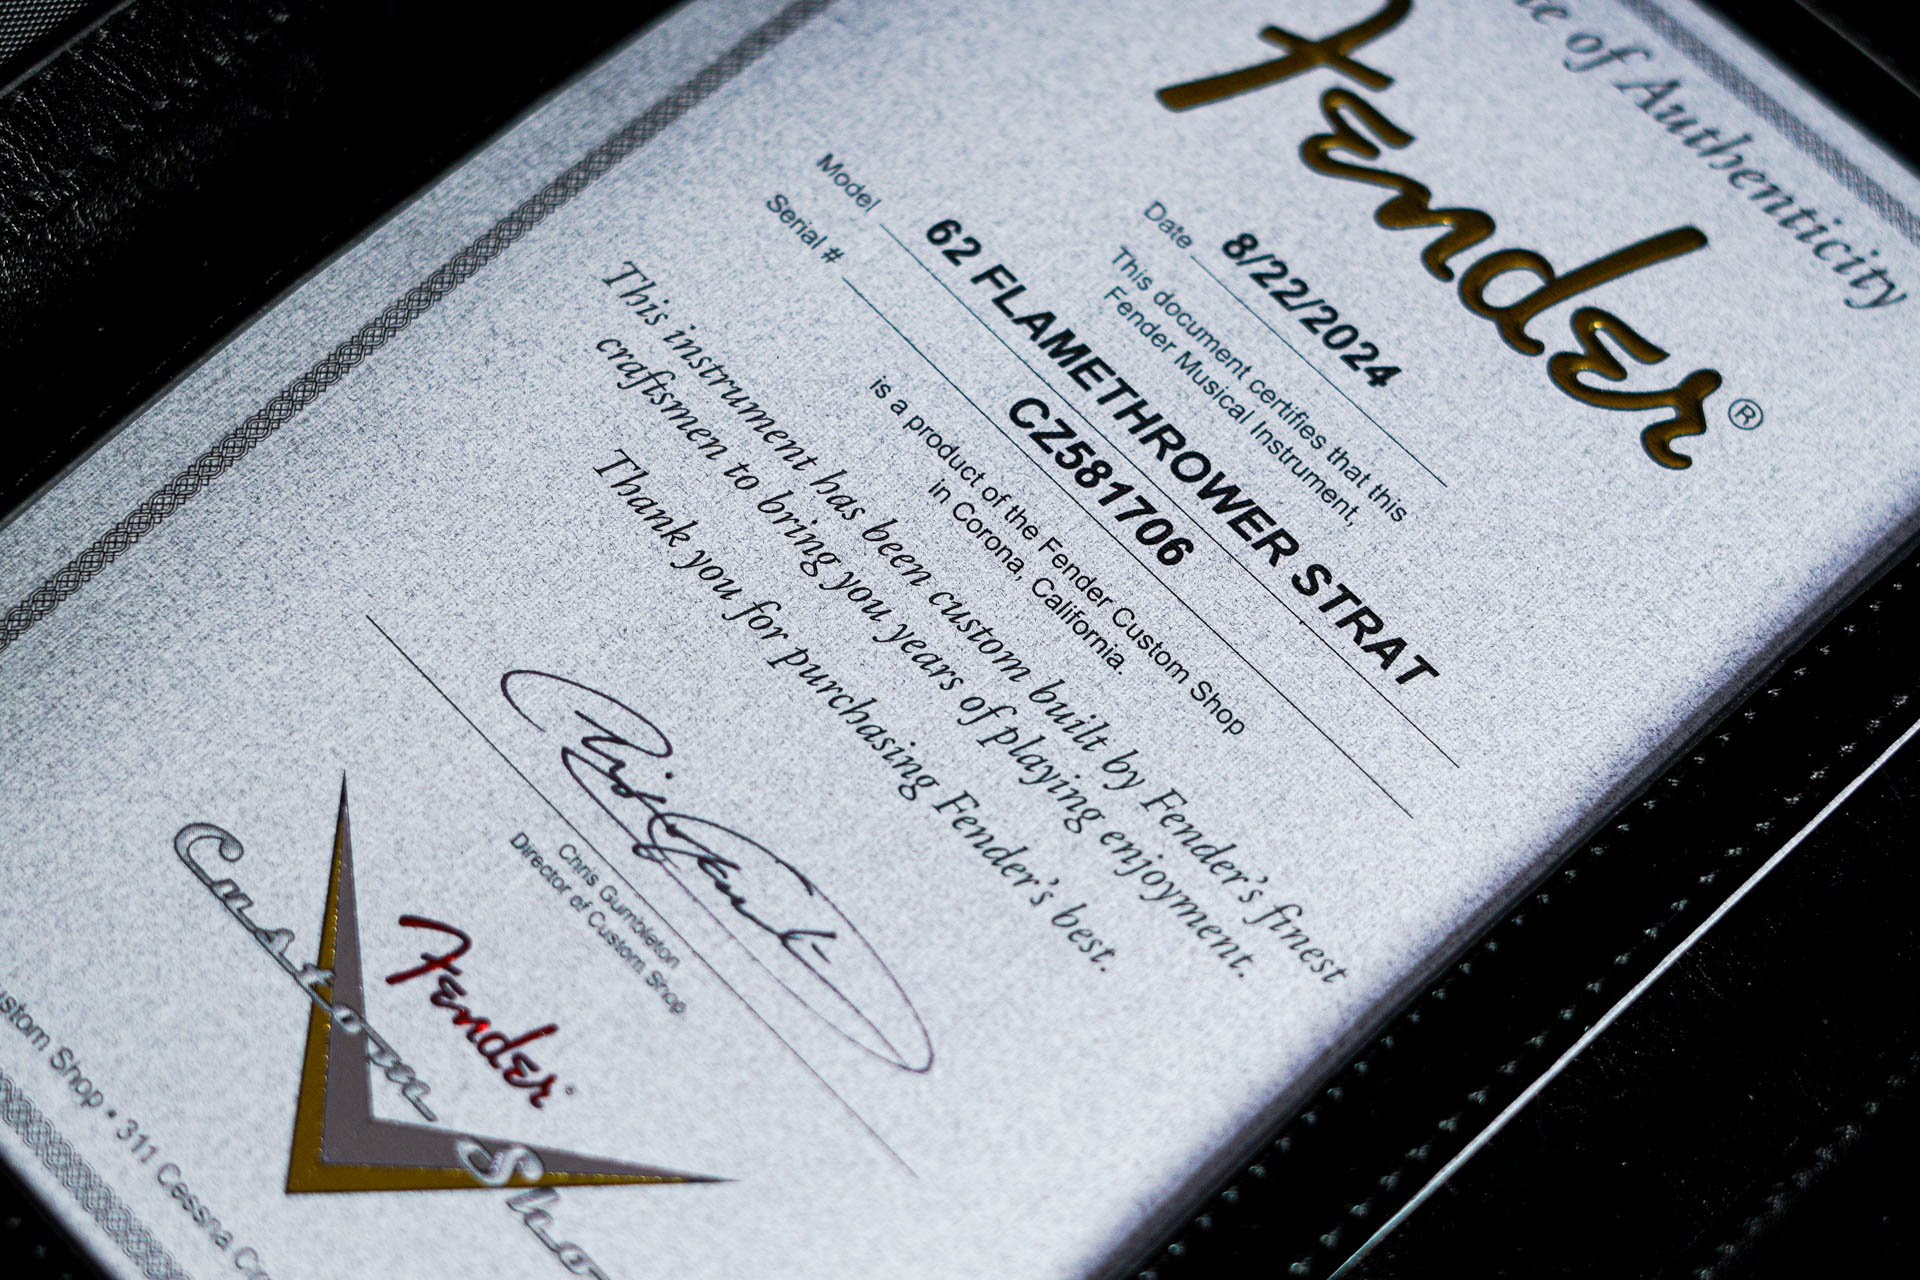 of Authenticity
Fender®
Date 8/22/2024
This document certifies that this
Fender Musical Instrument,
Model 62 FLAMETHROWER STRAT
Serial # CZ581706
is a product of the Fender Custom Shop
in Corona, California.
This instrument has been custom built by Fender's finest
craftsmen to bring you years of playing enjoyment.
Thank you for purchasing Fender's best.
Chris Gumbleton
Director of Custom Shop
Fender
Custom Sho
ustom Shop • 311 Cessna